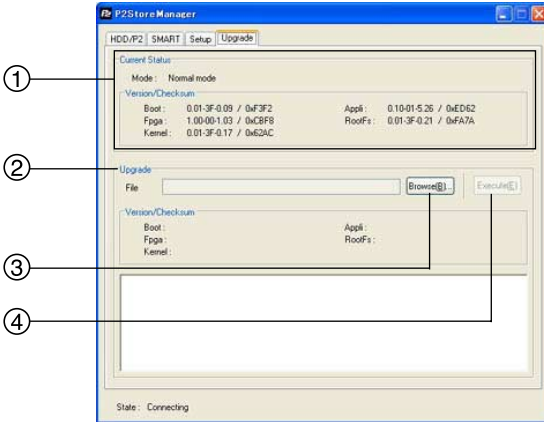 P2StoreManager
HDD/P2 SMART Setup Upgrade
Current Status
Mode : Normal mode
Version/Checksum
Boot : 0.01-3F-0.09 / 0xF3F2 Appli : 0.10-01-5.26 / 0xED62
Fpga : 1.00-00-1.03 / 0xCBF8 RootFs : 0.01-3F-0.21 / 0xFA7A
Kernel : 0.01-3F-0.17 / 0x62AC
Upgrade
File Browse(B)... Execute(E)
Version/Checksum
Boot : Appli :
Fpga : RootFs :
Kernel :
State : Connecting
1
2
3
4